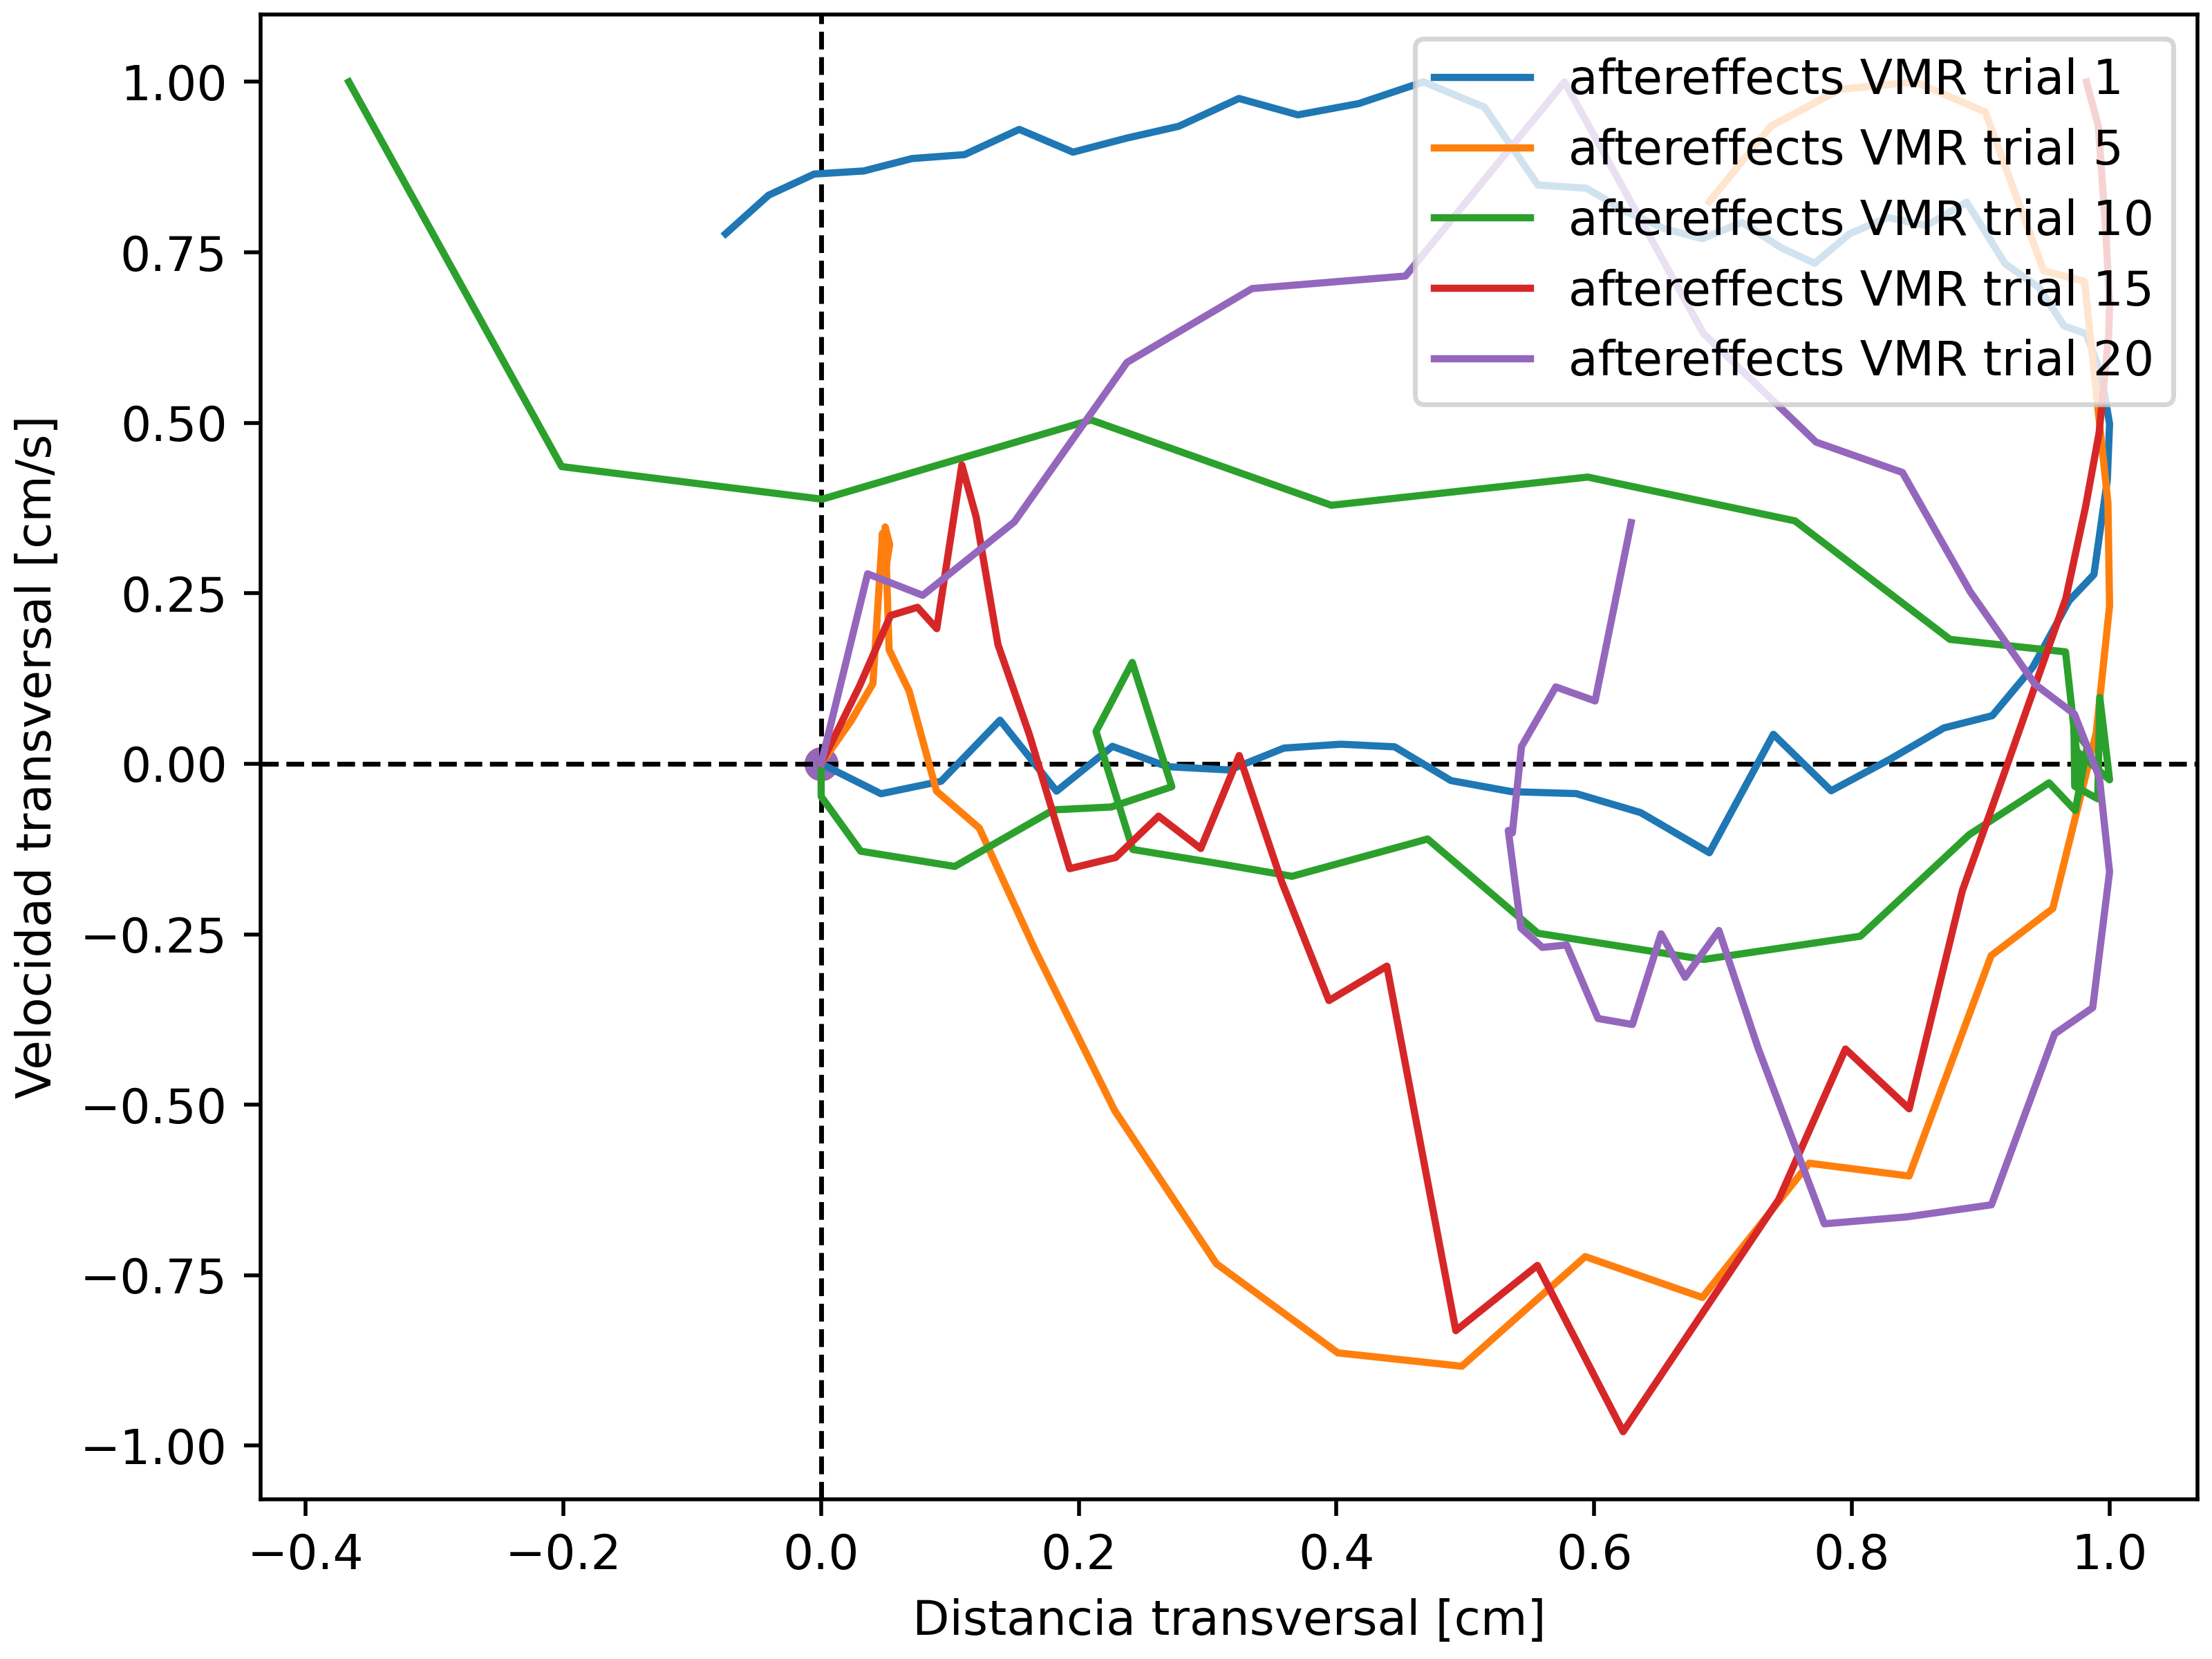 aftereffects VMR trial 1
aftereffects VMR trial 5
aftereffects VMR trial 10
aftereffects VMR trial 15
aftereffects VMR trial 20
Velocidad transversal [cm/s]
1.00
0.75
0.50
0.25
0.00
−0.25
−0.50
−0.75
−1.00
−0.4 −0.2 0.0 0.2 0.4 0.6 0.8 1.0
Distancia transversal [cm]